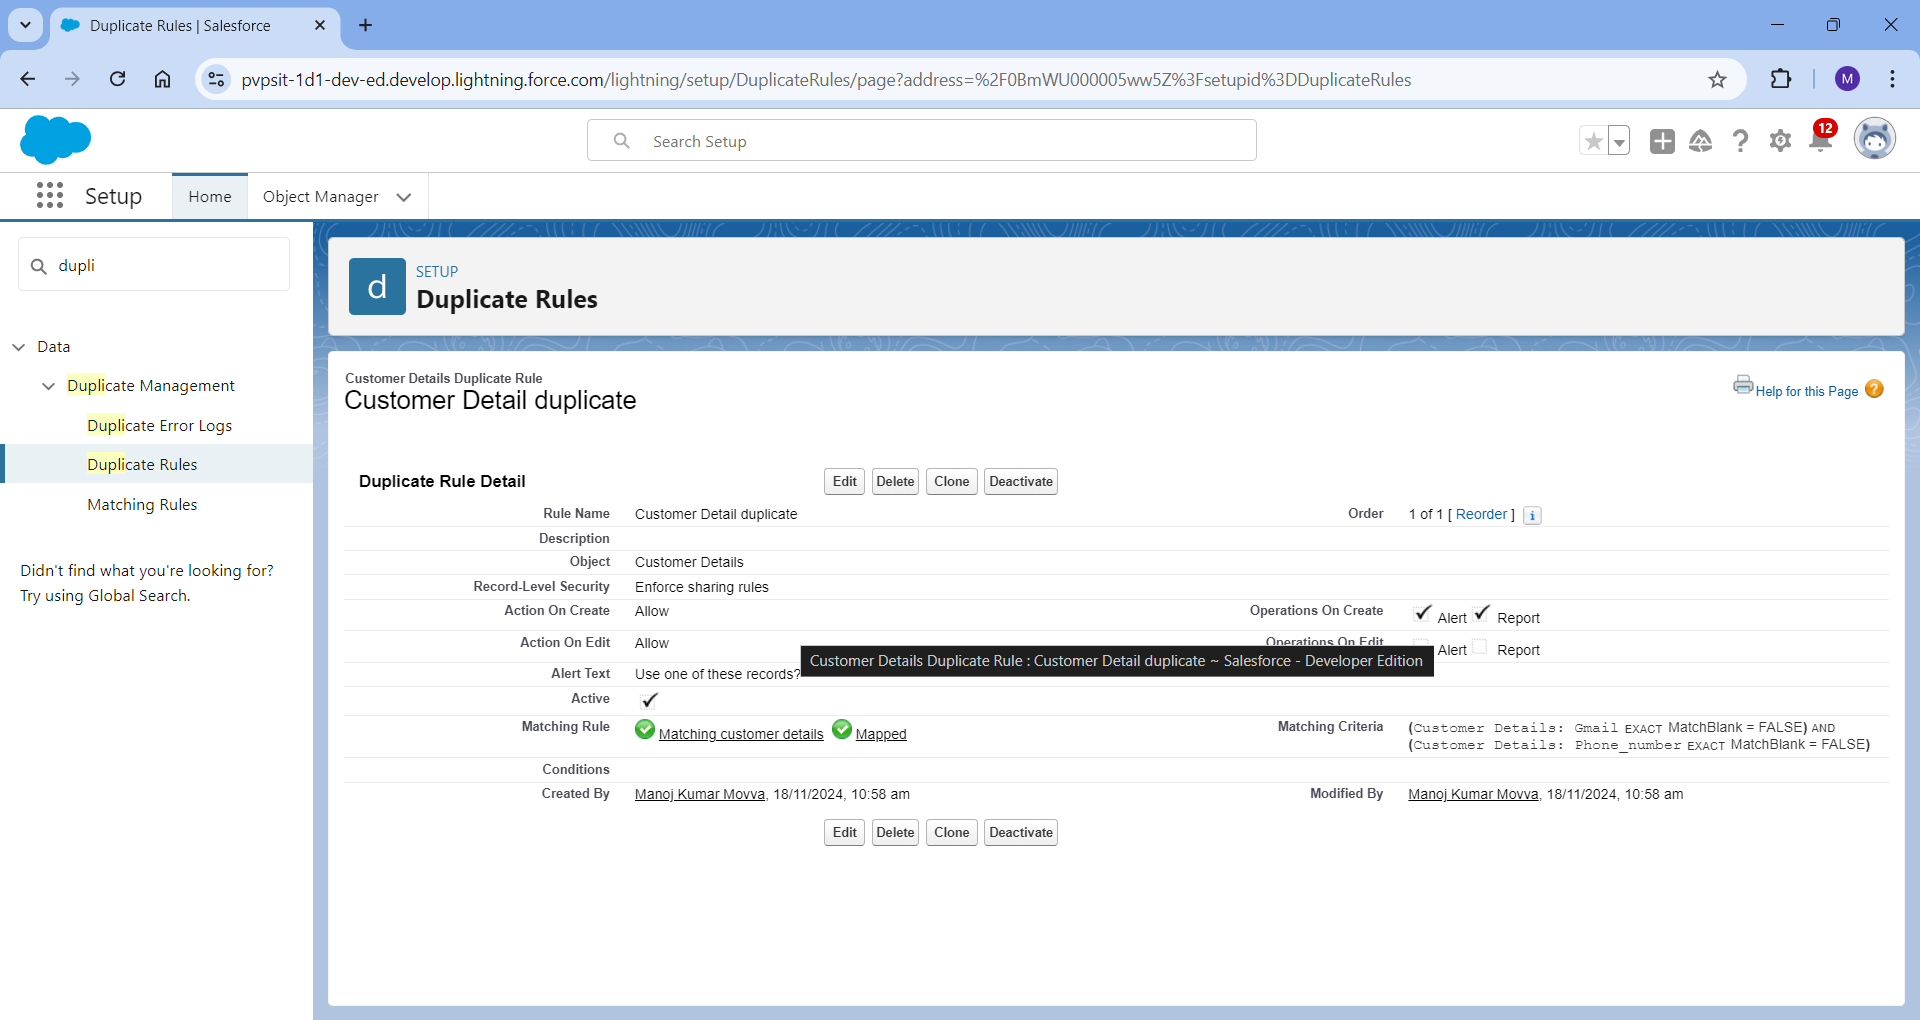 Duplicate Rules | Salesforce
pvpsit-1d1-dev-ed.develop.lightning.force.com/lightning/setup/DuplicateRules/page?address=%2F0BmWU000005ww5Z%3Fsetupid%3DDuplicateRules
M
Search Setup
12
Setup
Home
Object Manager
dupli
Data
Duplicate Management
Duplicate Error Logs
Duplicate Rules
Matching Rules
Didn't find what you're looking for?
Try using Global Search.
d
SETUP
Duplicate Rules
Customer Details Duplicate Rule
Customer Detail duplicate
Help for this Page ?
Duplicate Rule Detail
Edit Delete Clone Deactivate
Rule Name Customer Detail duplicate Order 1 of 1 [ Reorder ] i
Description
Object Customer Details
Record-Level Security Enforce sharing rules
Action On Create Allow Operations On Create Alert Report
Action On Edit Allow Operations On Edit Alert Report
Customer Details Duplicate Rule : Customer Detail duplicate ~ Salesforce - Developer Edition
Alert Text Use one of these records?
Active
Matching Rule Matching customer details Mapped Matching Criteria (Customer Details: Gmail EXACT MatchBlank = FALSE) AND
(Customer Details: Phone_number EXACT MatchBlank = FALSE)
Conditions
Created By Manoj Kumar Movva, 18/11/2024, 10:58 am Modified By Manoj Kumar Movva, 18/11/2024, 10:58 am
Edit Delete Clone Deactivate